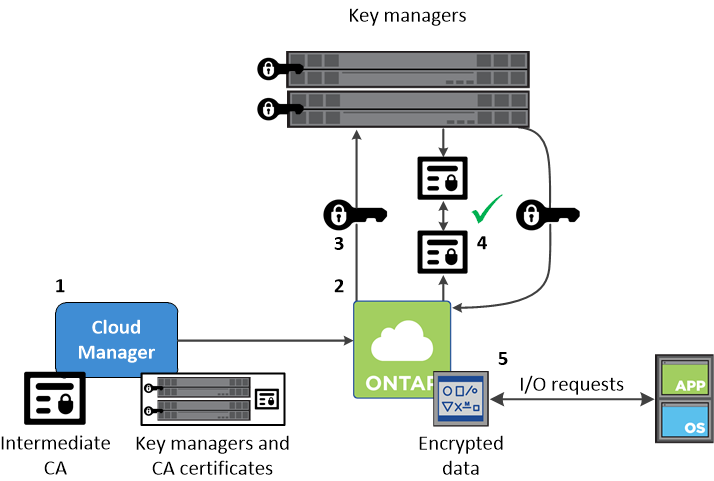 Key managers
3
4
2
1
Cloud
Manager
ONTAP
5
I/O requests
APP
OS
Intermediate
CA
Key managers and
CA certificates
Encrypted
data